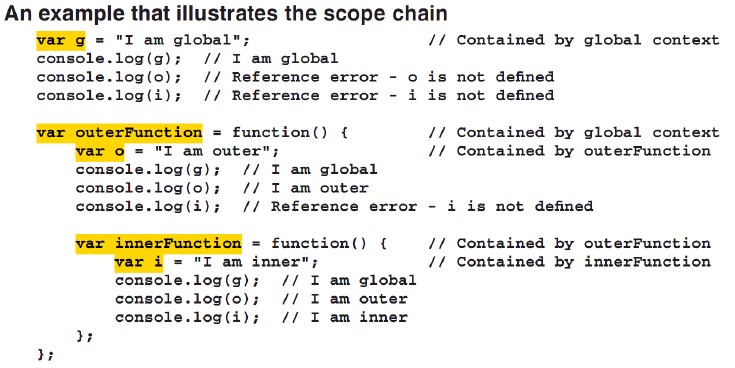 An example that illustrates the scope chain
var g = "I am global"; // Contained by global context
console.log(g); // I am global
console.log(o); // Reference error - o is not defined
console.log(i); // Reference error - i is not defined
var outerFunction = function() { // Contained by global context
var o = "I am outer"; // Contained by outerFunction
console.log(g); // I am global
console.log(o); // I am outer
console.log(i); // Reference error - i is not defined
var innerFunction = function() { // Contained by outerFunction
var i = "I am inner"; // Contained by innerFunction
console.log(g); // I am global
console.log(o); // I am outer
console.log(i); // I am inner
};
};